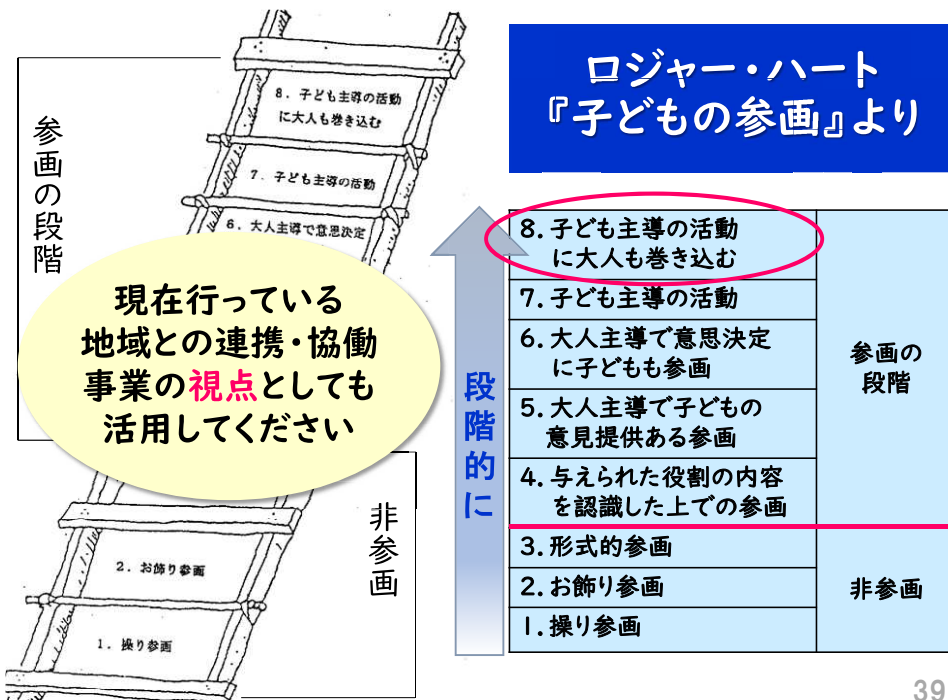 ロジャー・ハート
『子どもの参画』より
参画の段階
8．子ども主導の活動
に大人も巻き込む
7．子ども主導の活動
6．大人主導で意思決定
現在行っている
地域との連携・協働
事業の視点としても
活用してください
非参画
2．お飾り参画
1．操り参画
段階的に
8．子ども主導の活動
に大人も巻き込む
7．子ども主導の活動
6．大人主導で意思決定
に子どもも参画
5．大人主導で子どもの
意見提供ある参画
4．与えられた役割の内容
を認識した上での参画
参画の
段階
3．形式的参画
2．お飾り参画
1．操り参画
非参画
39